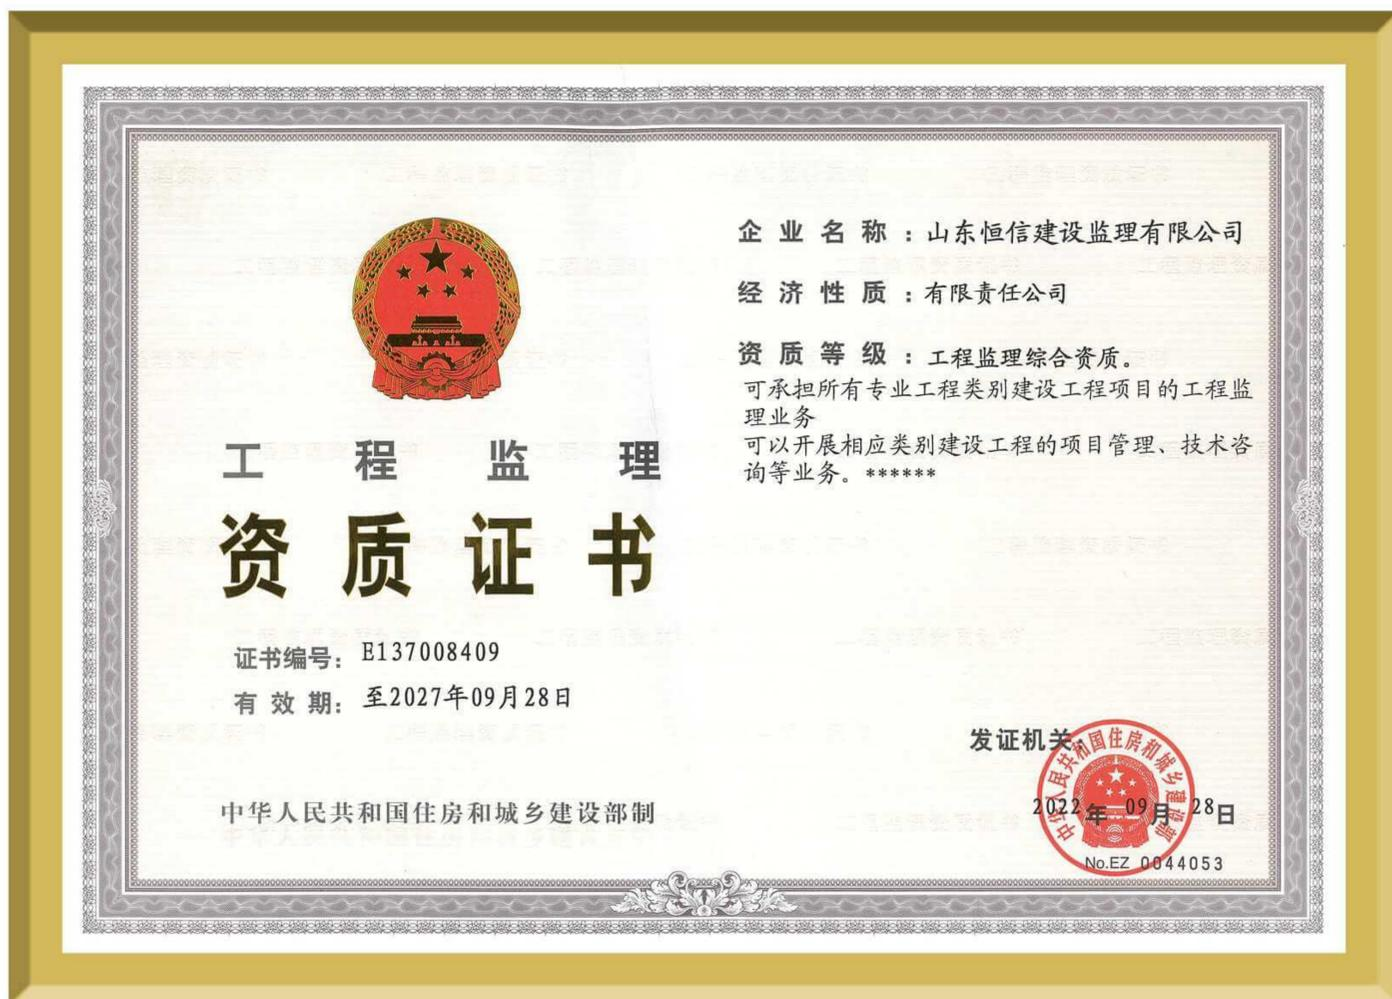 工程监理
资质证书
证书编号：E137008409
有效期：至2027年09月28日
中华人民共和国住房和城乡建设部制
企业名称：山东恒信建设监理有限公司
经济性质：有限责任公司
资质等级：工程监理综合资质。
可承担所有专业工程类别建设工程项目的工程监
理业务
可以开展相应类别建设工程的项目管理、技术咨
询等业务。******
发证机关：
中华人民共和国住房和城乡建设部
2022年09月28日
No.EZ 0044053